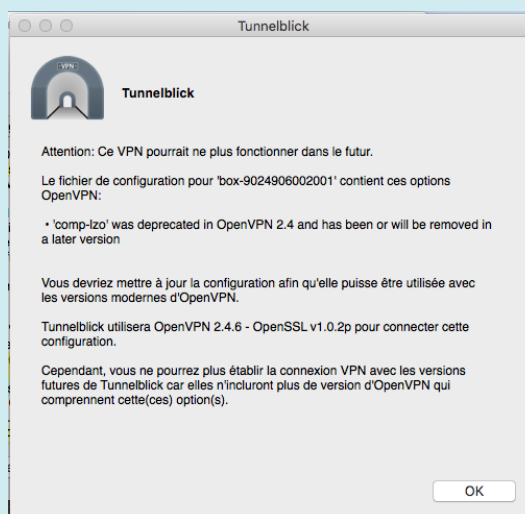 Tunnelblick
VPN
Tunnelblick
Attention: Ce VPN pourrait ne plus fonctionner dans le futur.
Le fichier de configuration pour 'box-9024906002001' contient ces options
OpenVPN:
• 'comp-lzo' was deprecated in OpenVPN 2.4 and has been or will be removed in
a later version
Vous devriez mettre à jour la configuration afin qu'elle puisse être utilisée avec
les versions modernes d'OpenVPN.
Tunnelblick utilisera OpenVPN 2.4.6 - OpenSSL v1.0.2p pour connecter cette
configuration.
Cependant, vous ne pourrez plus établir la connexion VPN avec les versions
futures de Tunnelblick car elles n'incluront plus de version d'OpenVPN qui
comprennent cette(ces) option(s).
OK